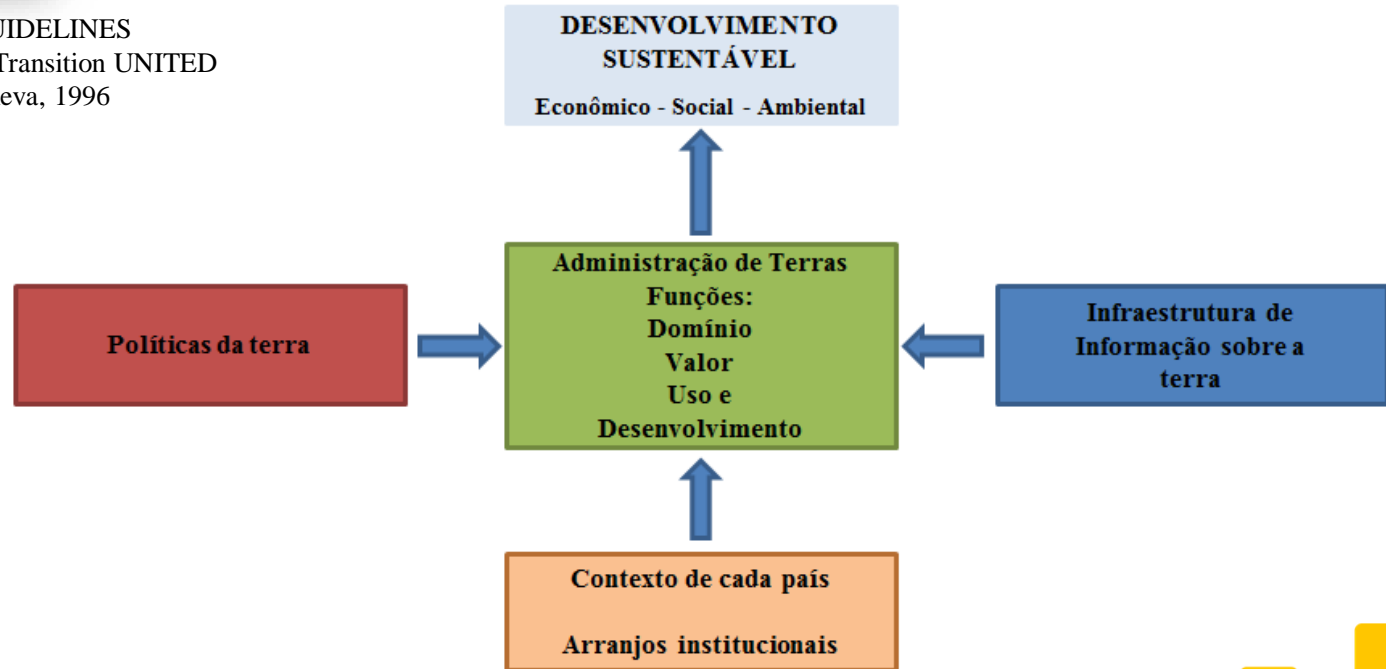 UIDELINES
Transition UNITED
eva, 1996
DESENVOLVIMENTO
SUSTENTÁVEL
Econômico - Social - Ambiental
Administração de Terras
Funções:
Domínio
Valor
Uso e
Desenvolvimento
Políticas da terra
Infraestrutura de
Informação sobre a
terra
Contexto de cada país
Arranjos institucionais